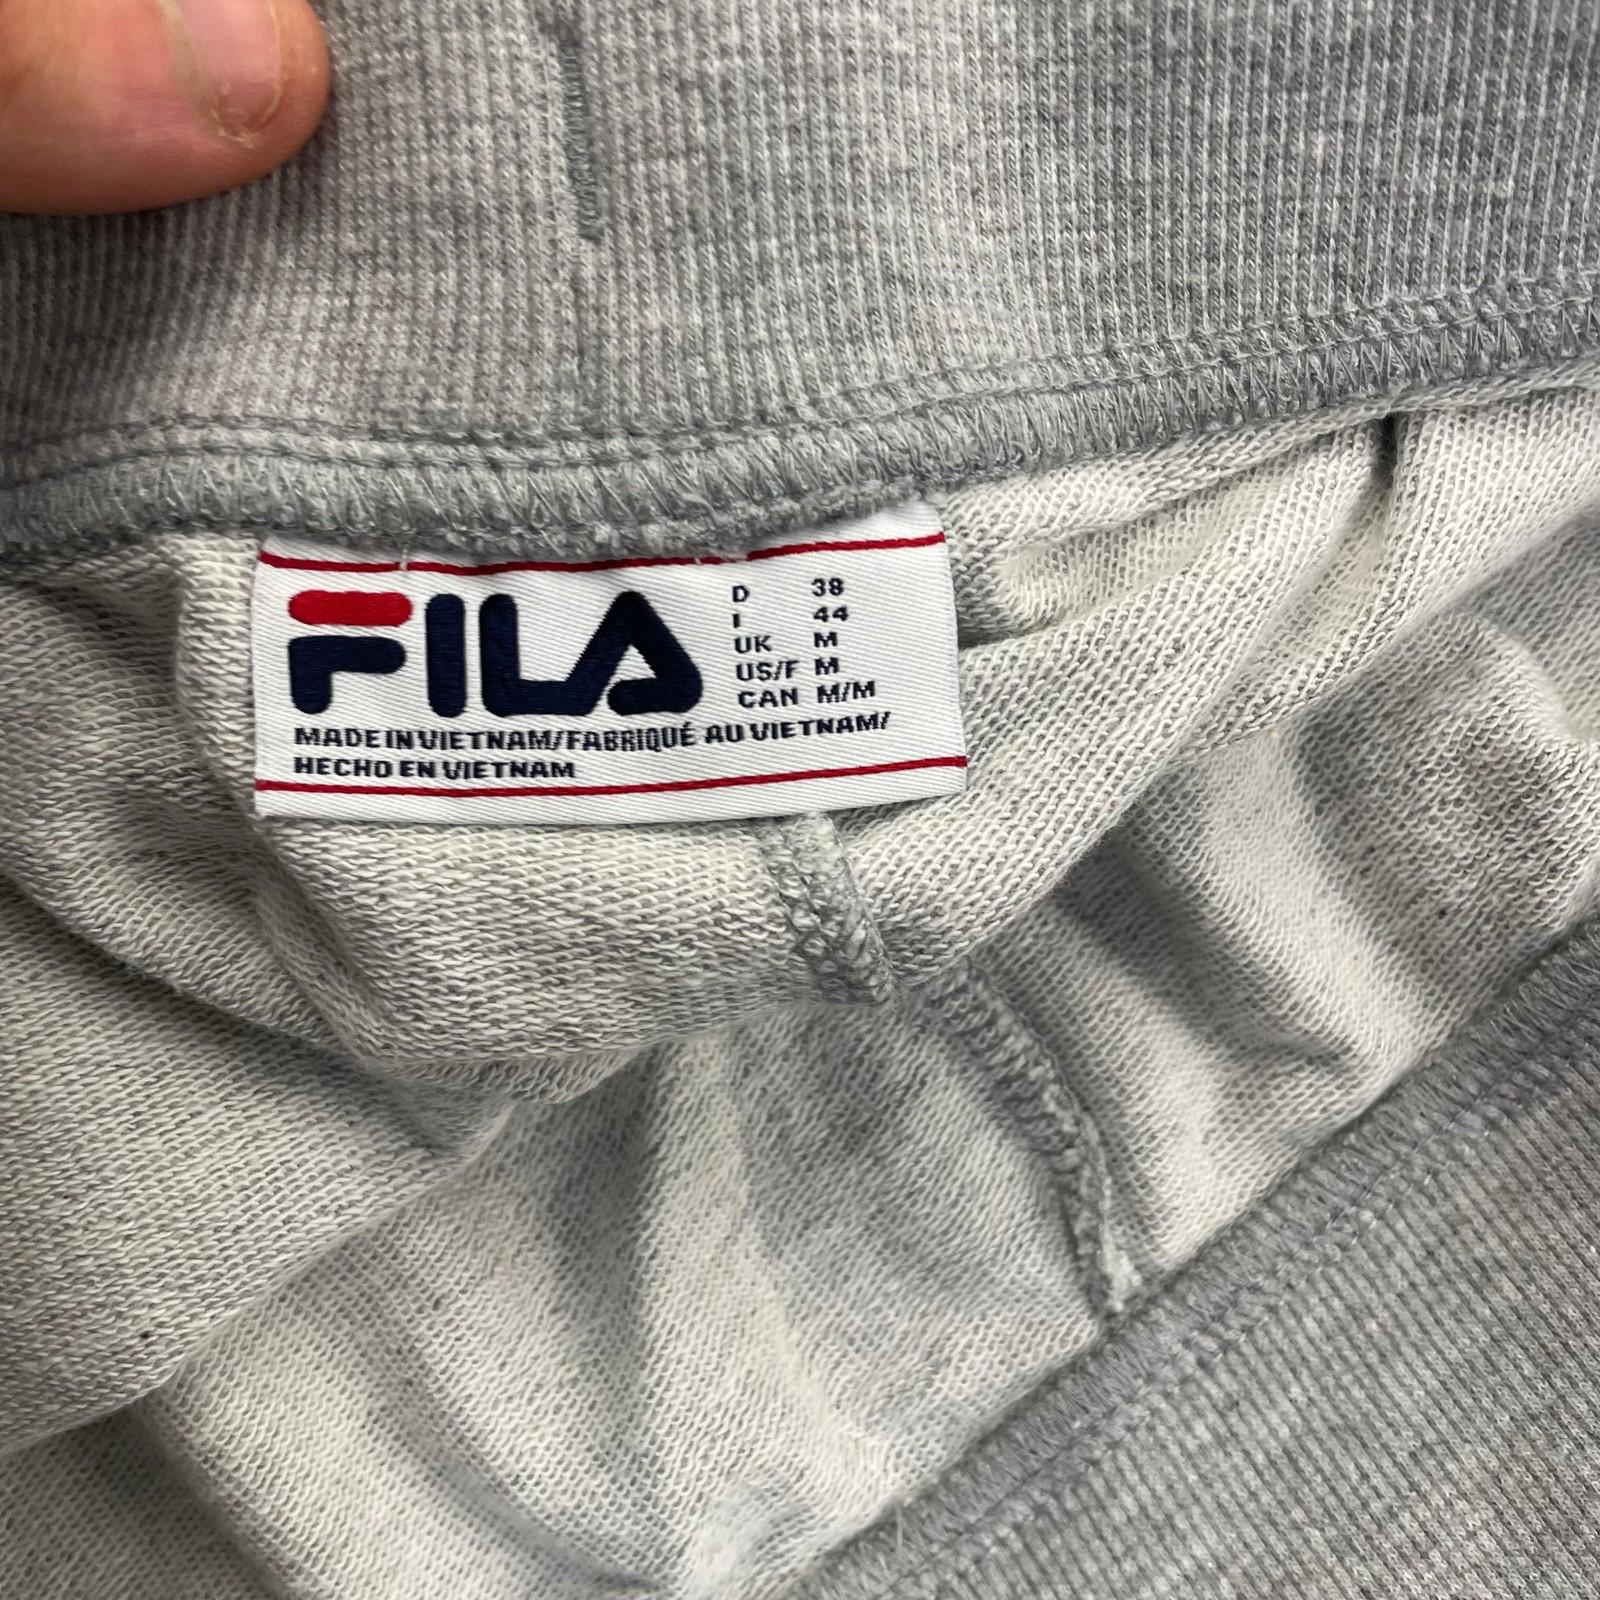 FILA
D 38
I 44
UK M
US/F M
CAN M/M
MADE IN VIETNAM/FABRIQUÉ AU VIETNAM/
HECHO EN VIETNAM